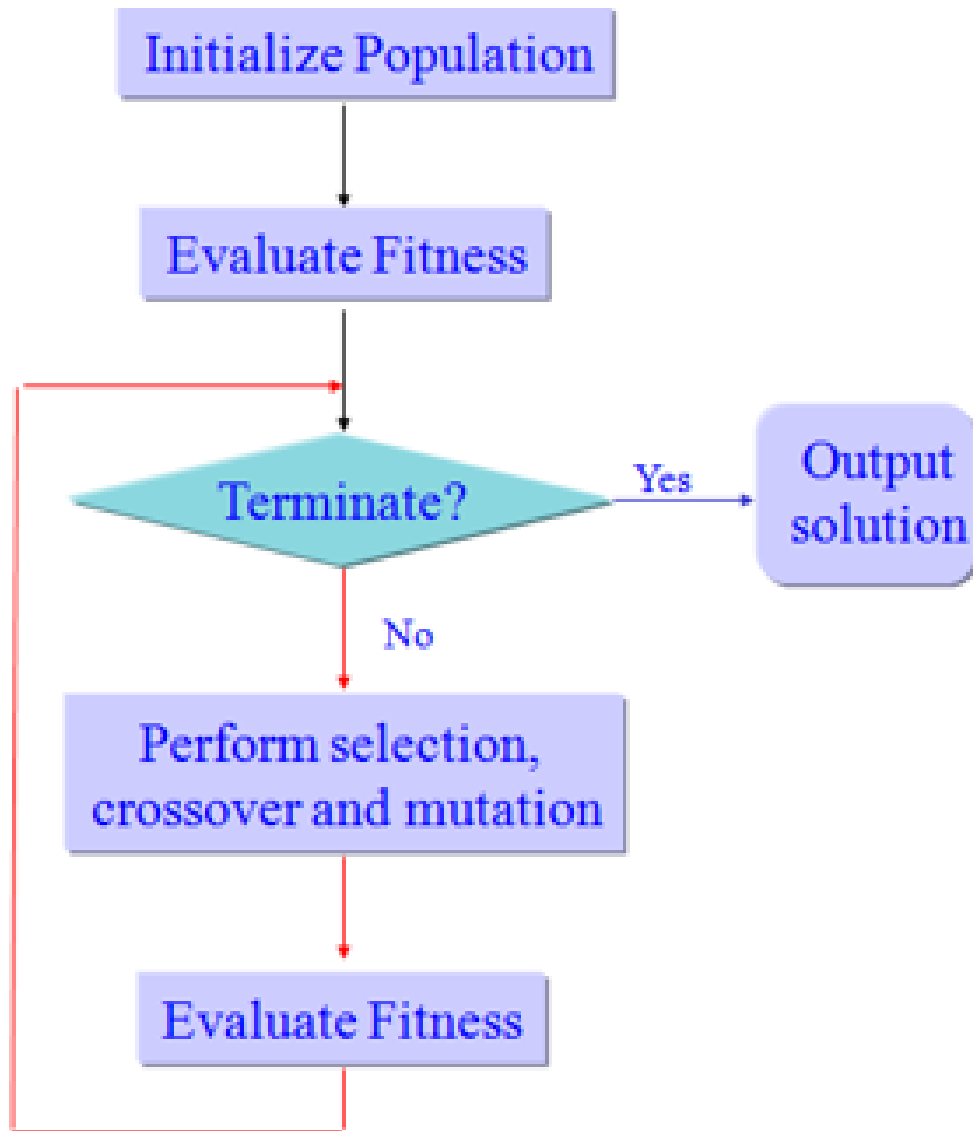 Initialize Population
Evaluate Fitness
Terminate?
Yes
Output
solution
No
Perform selection,
crossover and mutation
Evaluate Fitness